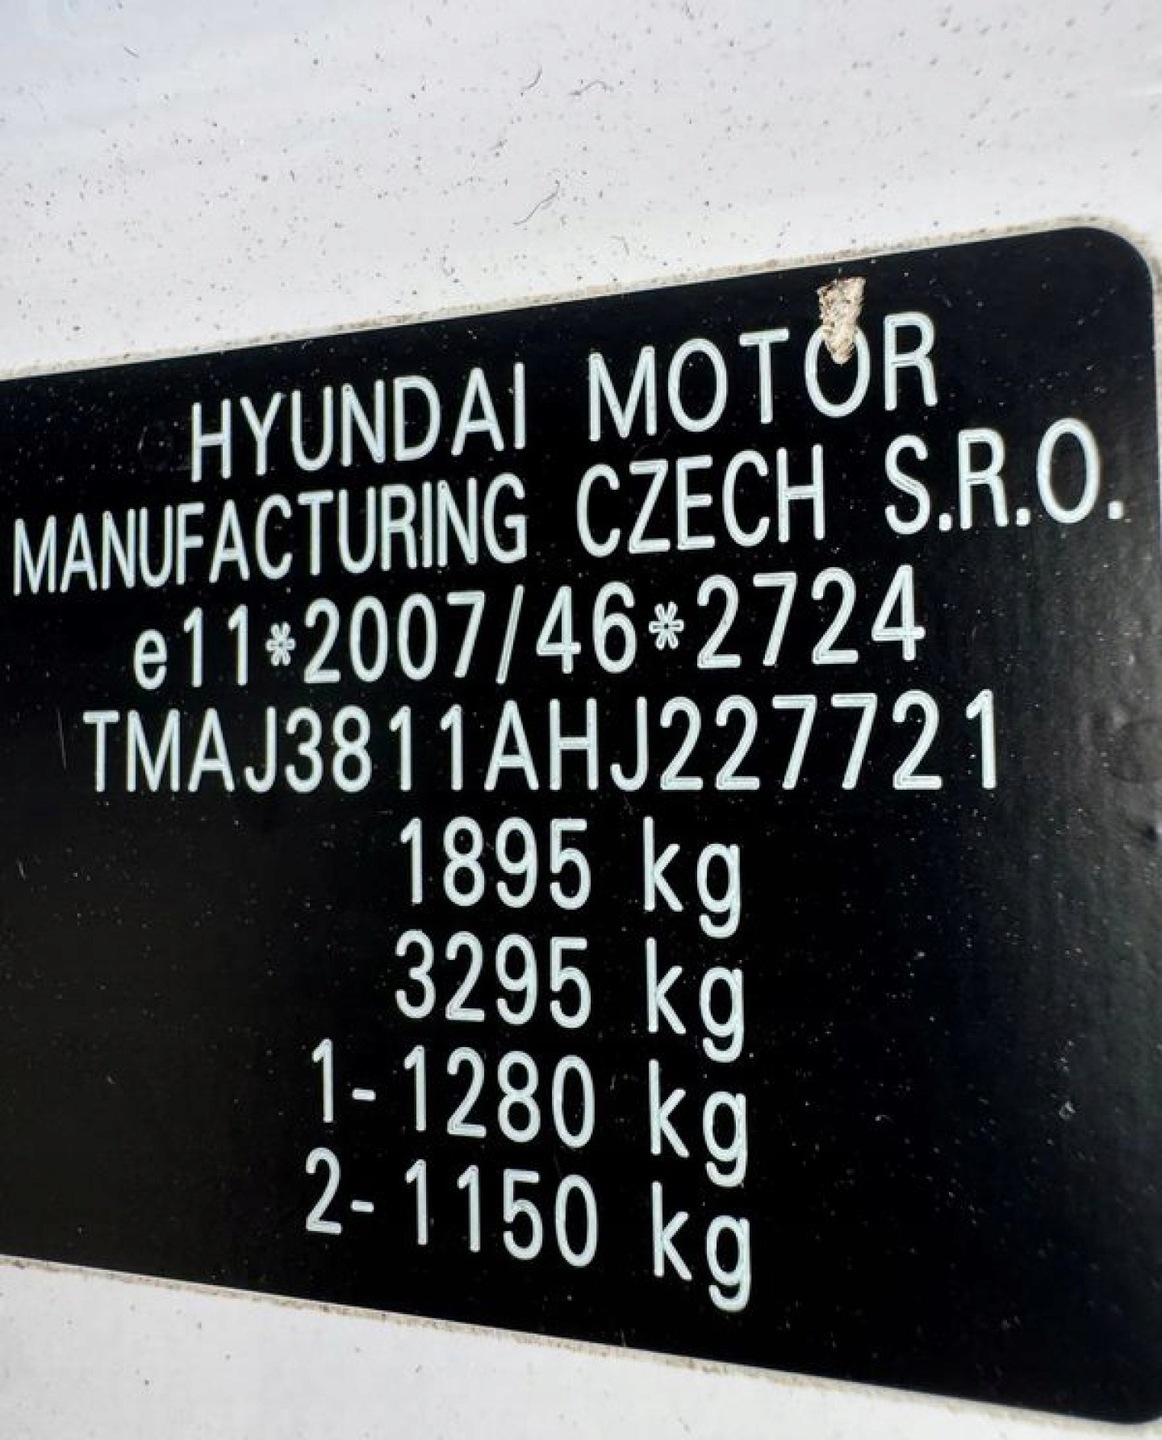 HYUNDAI MOTOR
MANUFACTURING CZECH S.R.O.
e11*2007/46*2724
TMAJ3811AHJ227721
1895 kg
3295 kg
1-1280 kg
2-1150 kg